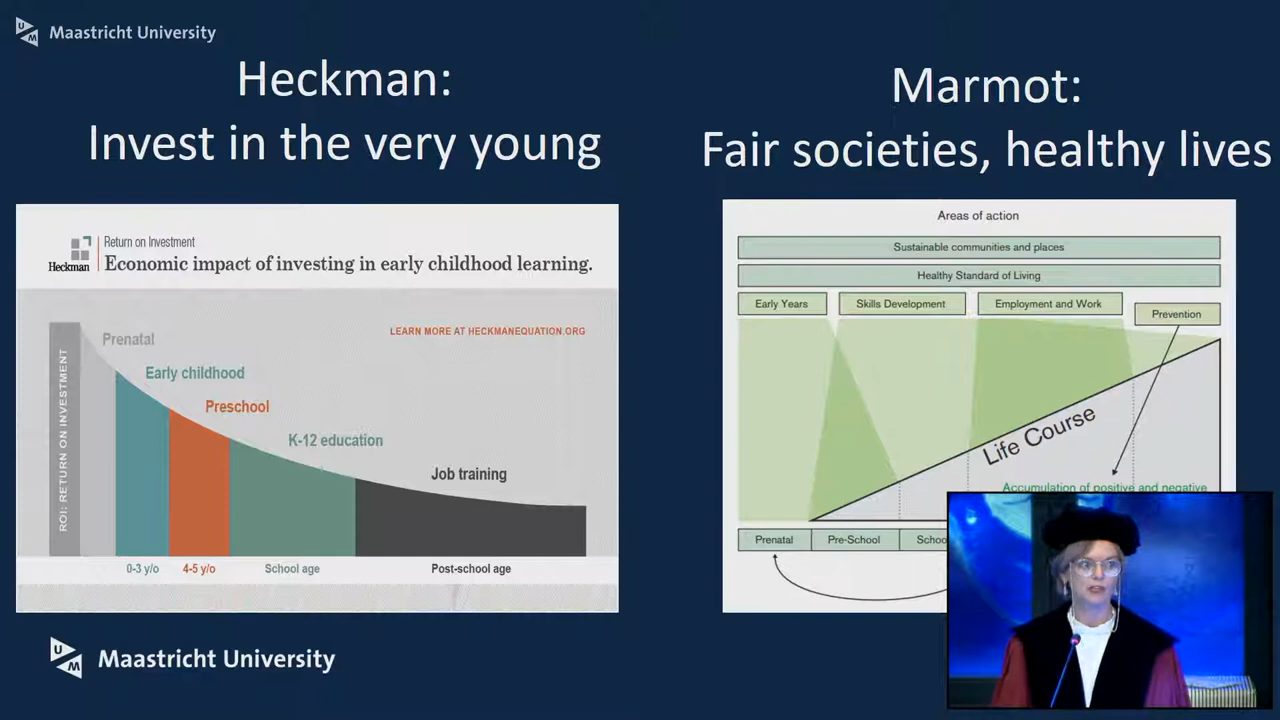 UM
Maastricht University
Heckman:
Invest in the very young
Marmot:
Fair societies, healthy lives
Heckman
Return on Investment
Economic impact of investing in early childhood learning.
LEARN MORE AT HECKMANEQUATION.ORG
ROI: RETURN ON INVESTMENT
Prenatal
Early childhood
Preschool
K-12 education
Job training
0-3 y/o
4-5 y/o
School age
Post-school age
Areas of action
Sustainable communities and places
Healthy Standard of Living
Early Years
Skills Development
Employment and Work
Prevention
Life Course
Accumulation of positive and negative
Prenatal
Pre-School
Schoo
UM
Maastricht University